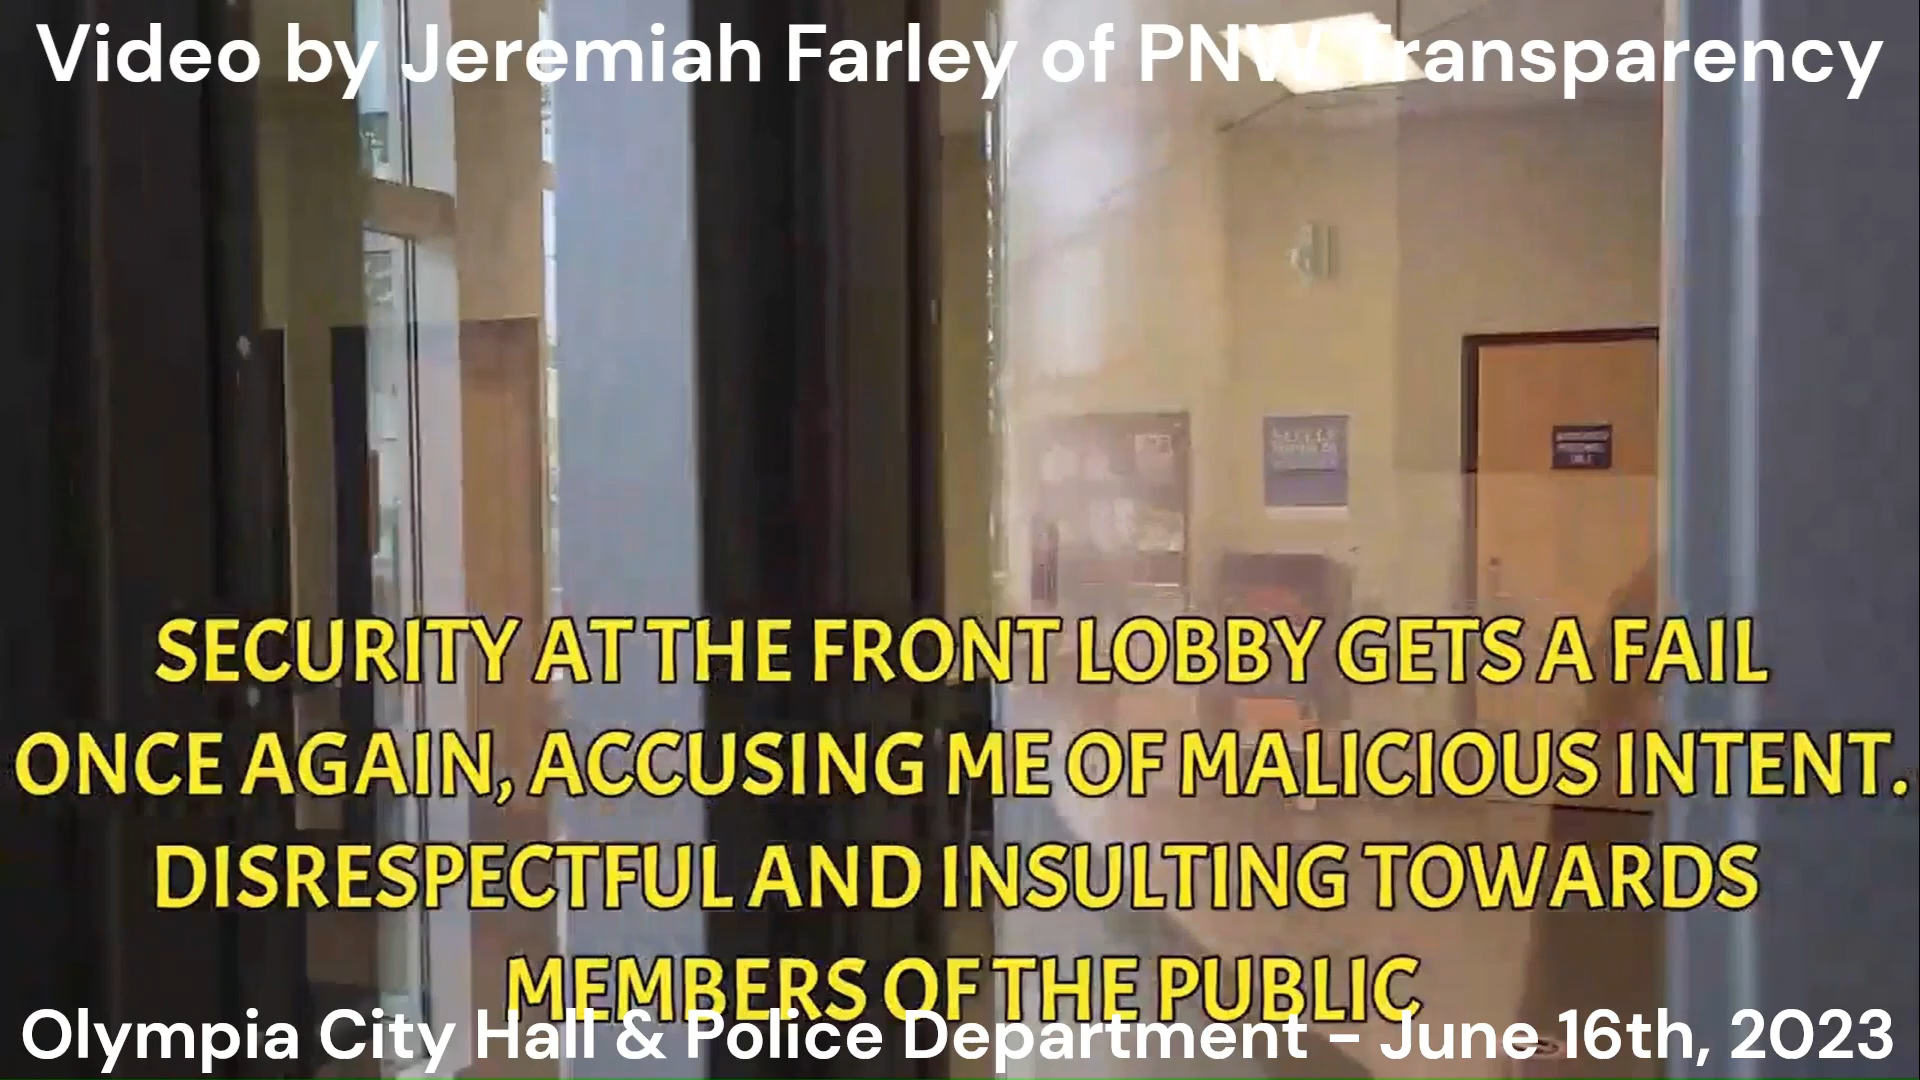 Video by Jeremiah Farley of PNW Transparency
SECURITY AT THE FRONT LOBBY GETS A FAIL
ONCE AGAIN, ACCUSING ME OF MALICIOUS INTENT.
DISRESPECTFUL AND INSULTING TOWARDS
MEMBERS OF THE PUBLIC
Olympia City Hall & Police Department - June 16th, 2023